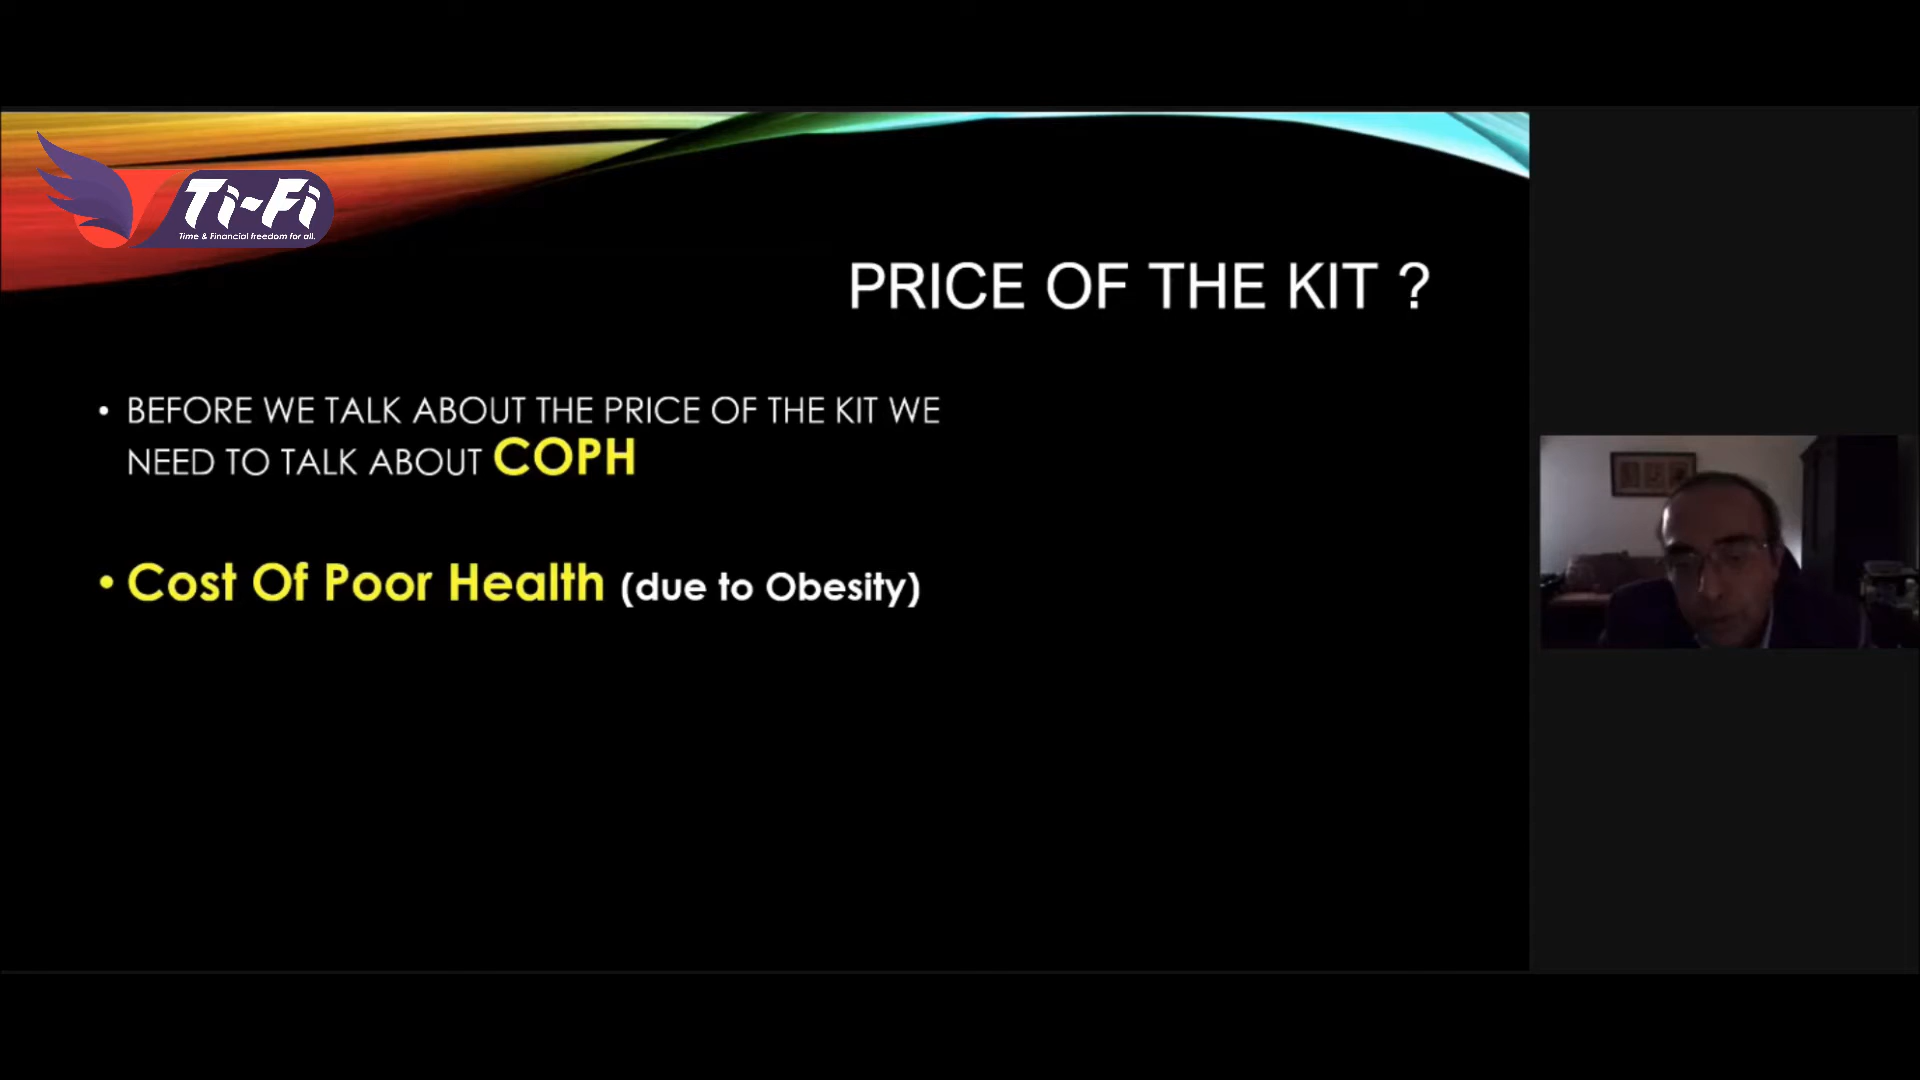 Ti-Fi
Time & Financial freedom for all.
PRICE OF THE KIT ?
• BEFORE WE TALK ABOUT THE PRICE OF THE KIT WE
NEED TO TALK ABOUT COPH
• Cost Of Poor Health (due to Obesity)